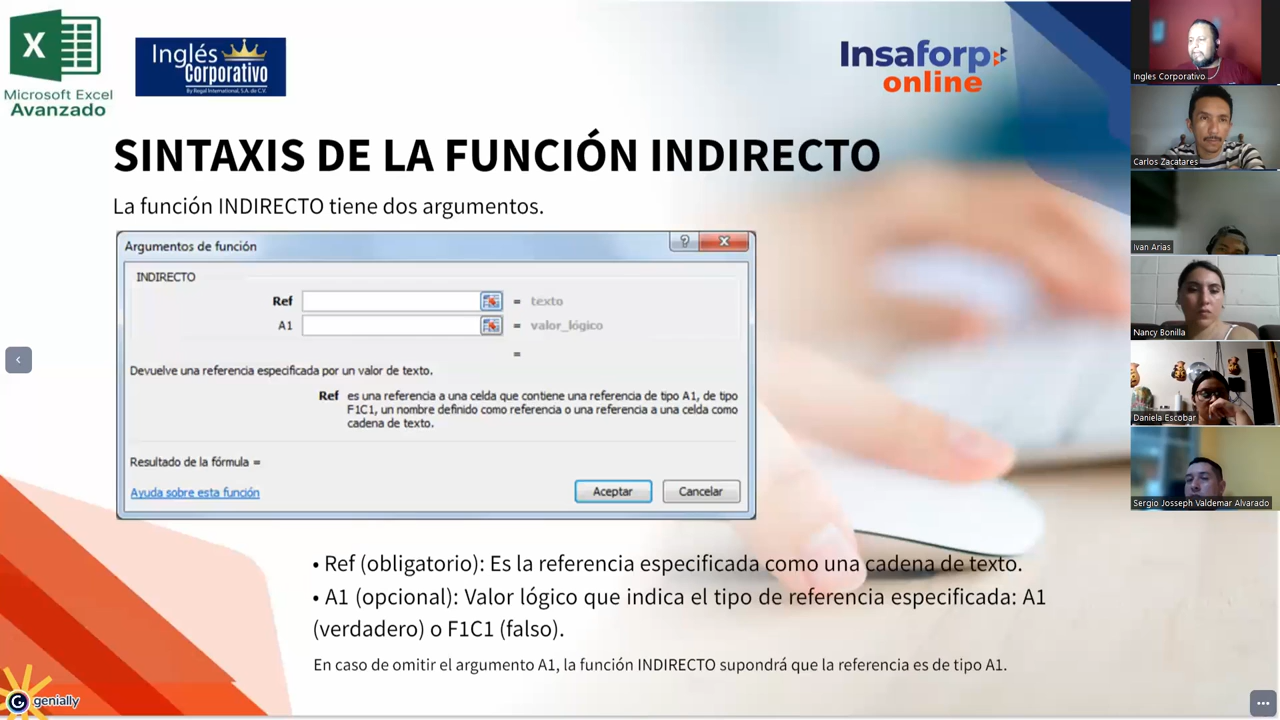 X
Microsoft Excel
Avanzado
Inglés
Corporativo
By Regal International, S.A. de C.V.
Insaforp
online
SINTAXIS DE LA FUNCIÓN INDIRECTO
La función INDIRECTO tiene dos argumentos.
Argumentos de función
?
X
INDIRECTO
Ref = texto
A1 = valor_lógico
=
Devuelve una referencia especificada por un valor de texto.
Ref es una referencia a una celda que contiene una referencia de tipo A1, de tipo
F1C1, un nombre definido como referencia o una referencia a una celda como
cadena de texto.
Resultado de la fórmula =
Ayuda sobre esta función
Aceptar
Cancelar
• Ref (obligatorio): Es la referencia especificada como una cadena de texto.
• A1 (opcional): Valor lógico que indica el tipo de referencia especificada: A1
(verdadero) o F1C1 (falso).
En caso de omitir el argumento A1, la función INDIRECTO supondrá que la referencia es de tipo A1.
G genially
Ingles Corporativo
Carlos Zacatares
Ivan Arias
Nancy Bonilla
Daniela Escobar
Sergio Josseph Valdemar Alvarado